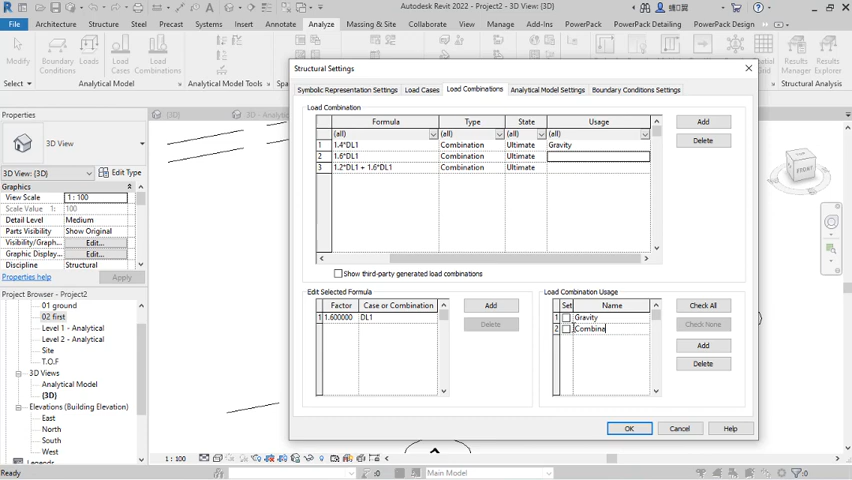 Autodesk Revit 2022 - Project2 - 3D View: {3D}
File Architecture Structure Steel Precast Systems Insert Annotate Analyze Massing & Site Collaborate View Manage Add-Ins PowerPack PowerPack Detailing PowerPack Design
Modify Boundary Conditions Loads Load Cases Load Combinations Results Manager Results Explorer
Select Analytical Model Analytical Model Tools
Structural Settings
Symbolic Representation Settings Load Cases Load Combinations Analytical Model Settings Boundary Conditions Settings
Load Combination
Formula Type State Usage
(all) (all) (all) (all)
1 1.4*DL1 Combination Ultimate Gravity
2 1.6*DL1 Combination Ultimate
3 1.2*DL1 + 1.6*DL1 Combination Ultimate
Add
Delete
Show third-party generated load combinations
Edit Selected Formula
Factor Case or Combination
1 1.600000 DL1
Add
Delete
Load Combination Usage
Set Name
1 Gravity
2 Combina
Check All
Check None
Add
Delete
OK Cancel Help
Properties
3D View
3D View: {3D} Edit Type
Graphics
View Scale 1 : 100
Scale Value 1: 100
Detail Level Medium
Parts Visibility Show Original
Visibility/Graph... Edit...
Graphic Display... Edit...
Discipline Structural
Properties help Apply
Project Browser - Project2
01 ground
02 first
Level 1 - Analytical
Level 2 - Analytical
Site
T.O.F
3D Views
Analytical Model
{3D}
Elevations (Building Elevation)
East
North
South
West
Legends
{3D}
FRONT
1 : 100
Ready
:0 Main Model :0